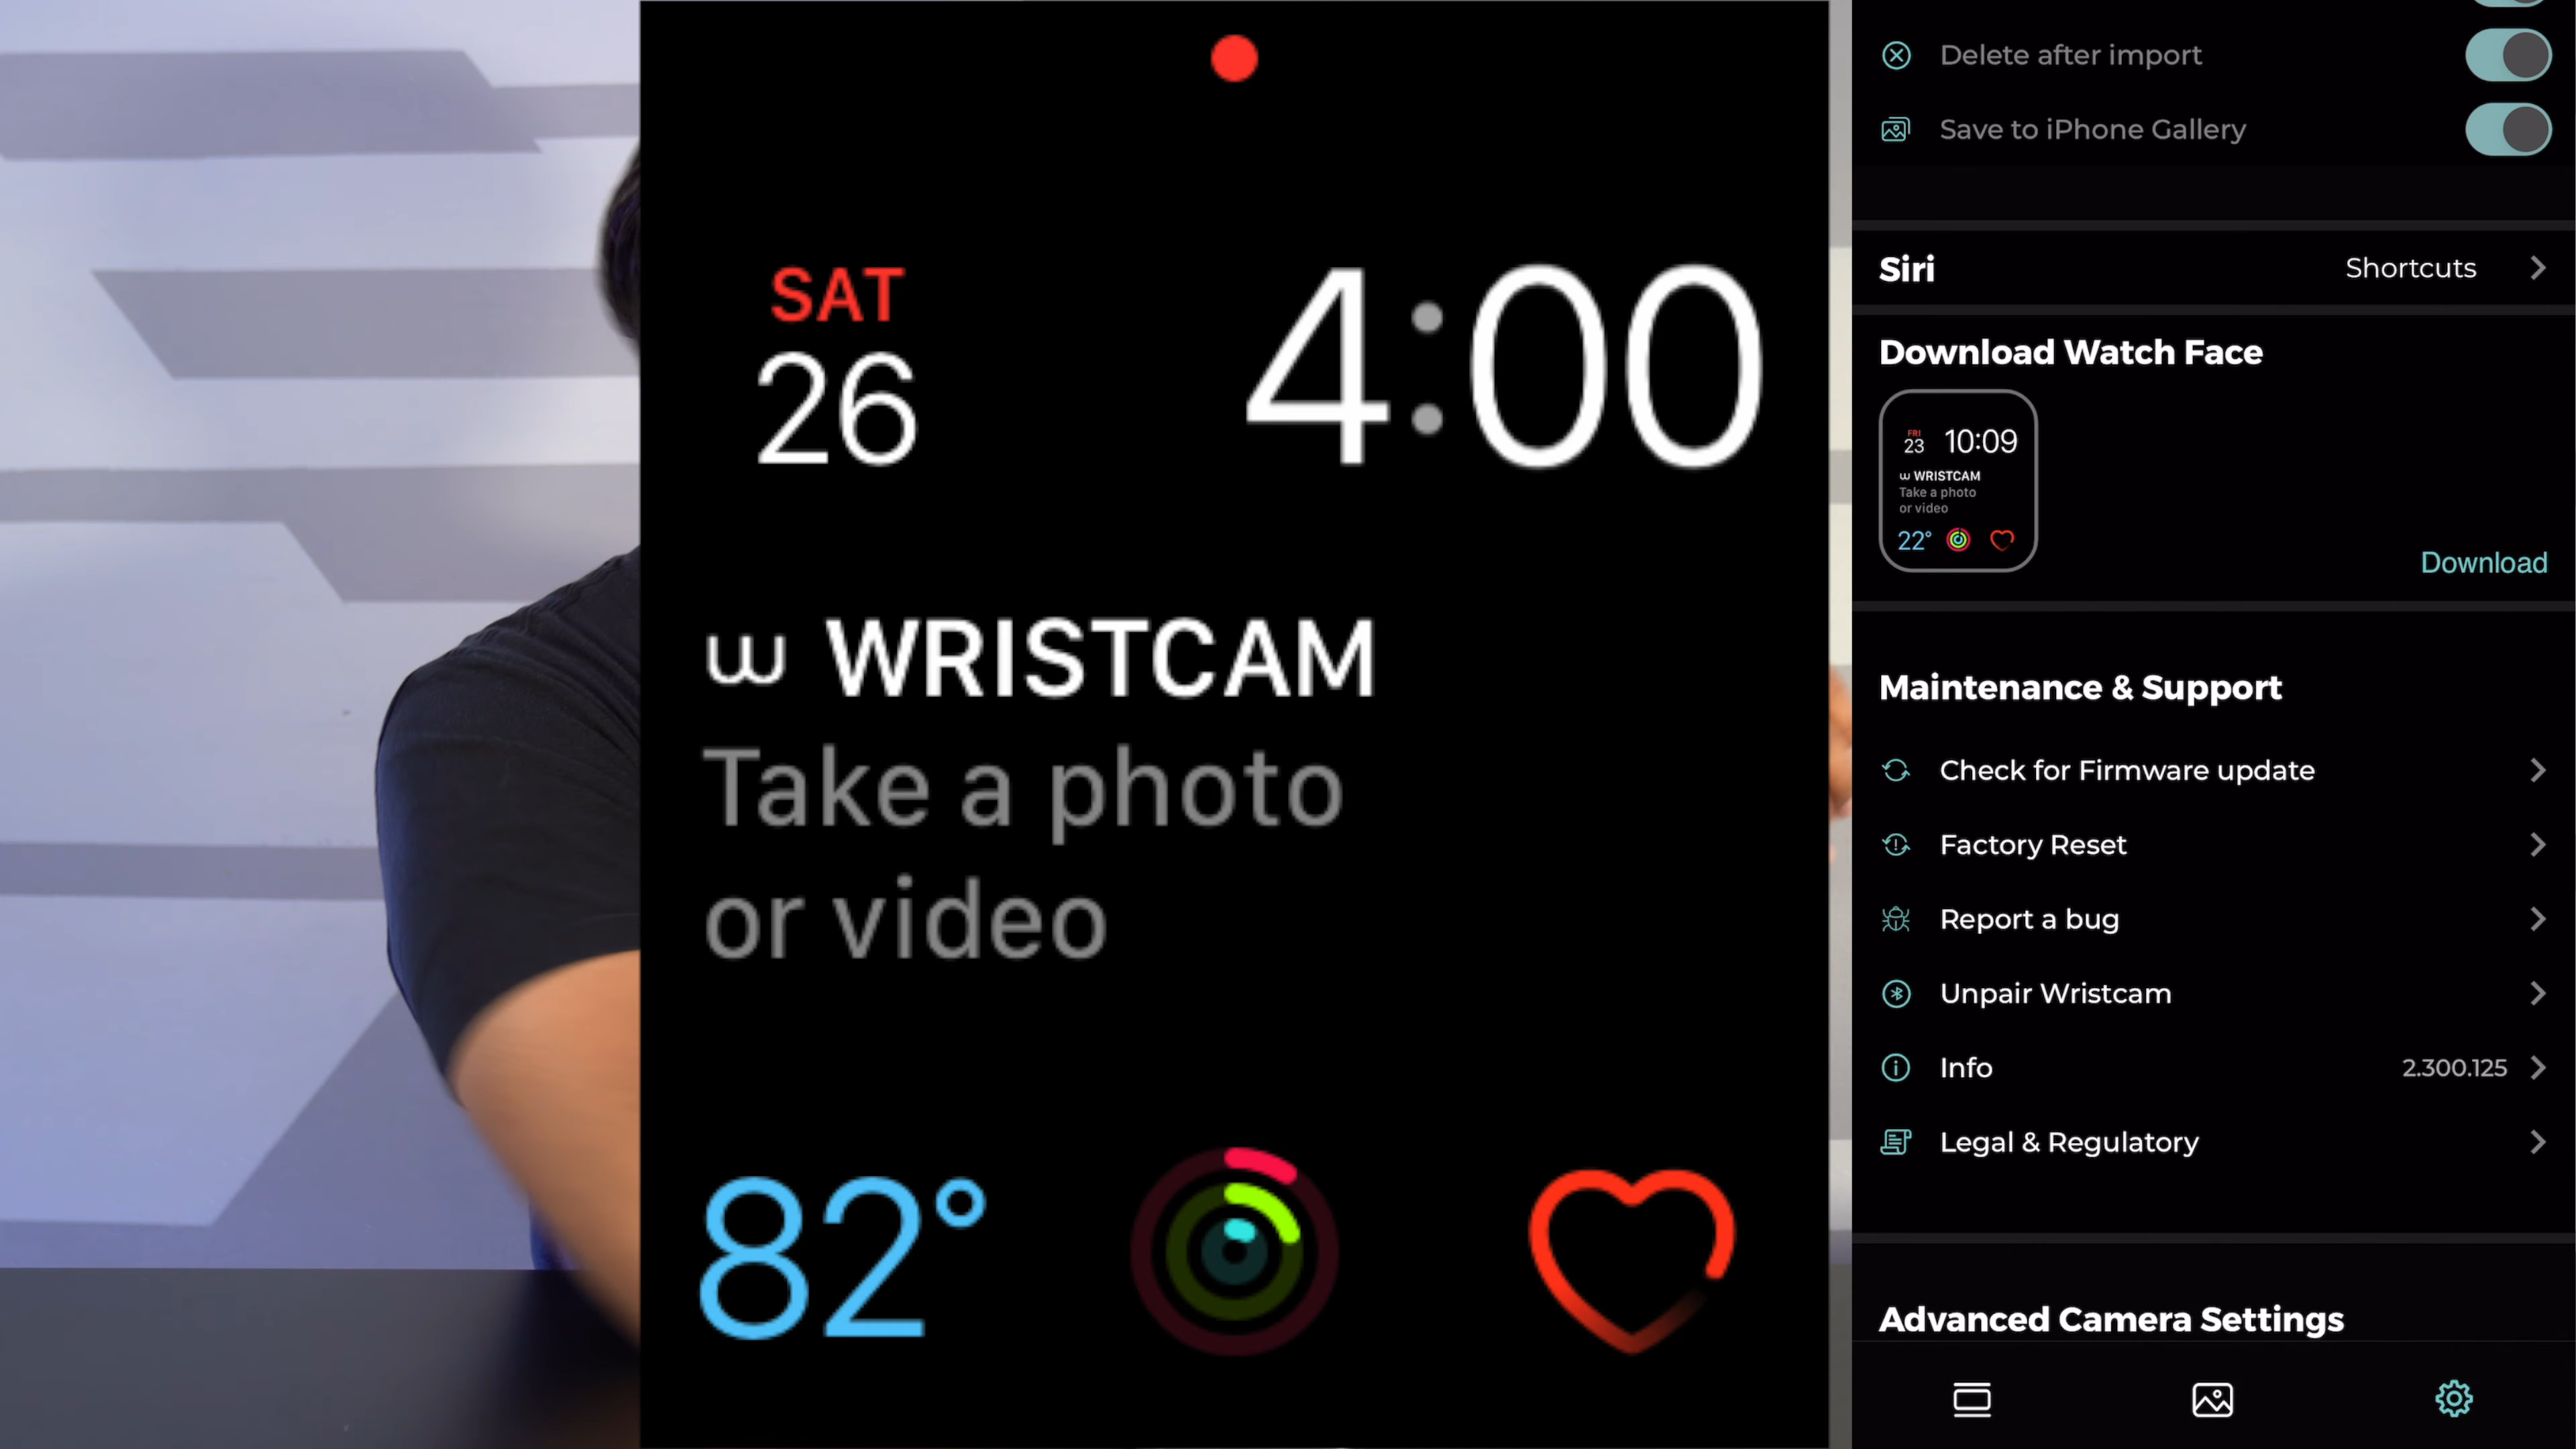 SAT
26
4:00
w WRISTCAM
Take a photo
or video
82°
Delete after import
Save to iPhone Gallery
Siri
Shortcuts
Download Watch Face
FRI
23
10:09
w WRISTCAM
Take a photo
or video
22°
Download
Maintenance & Support
Check for Firmware update
Factory Reset
Report a bug
Unpair Wristcam
Info
2.300.125
Legal & Regulatory
Advanced Camera Settings